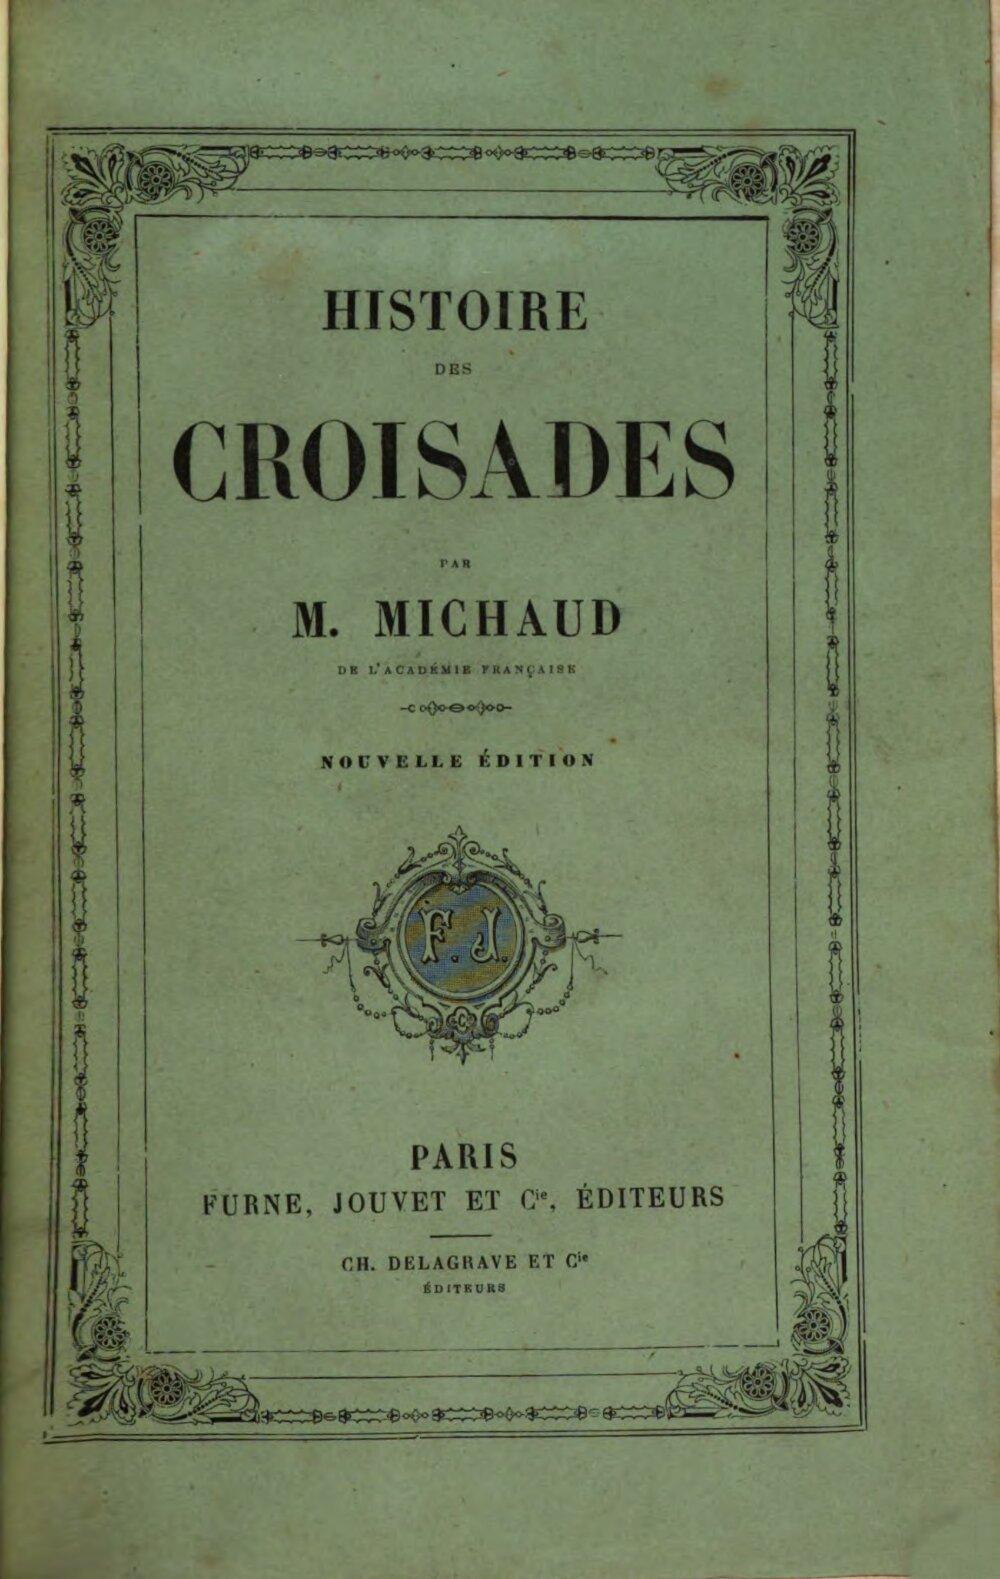 HISTOIRE
DES
CROISADES
PAR
M. MICHAUD
DE L'ACADÉMIE FRANÇAISE
NOUVELLE ÉDITION
F. J.
PARIS
FURNE, JOUVET ET Cie, ÉDITEURS
CH. DELAGRAVE ET Cie
ÉDITEURS